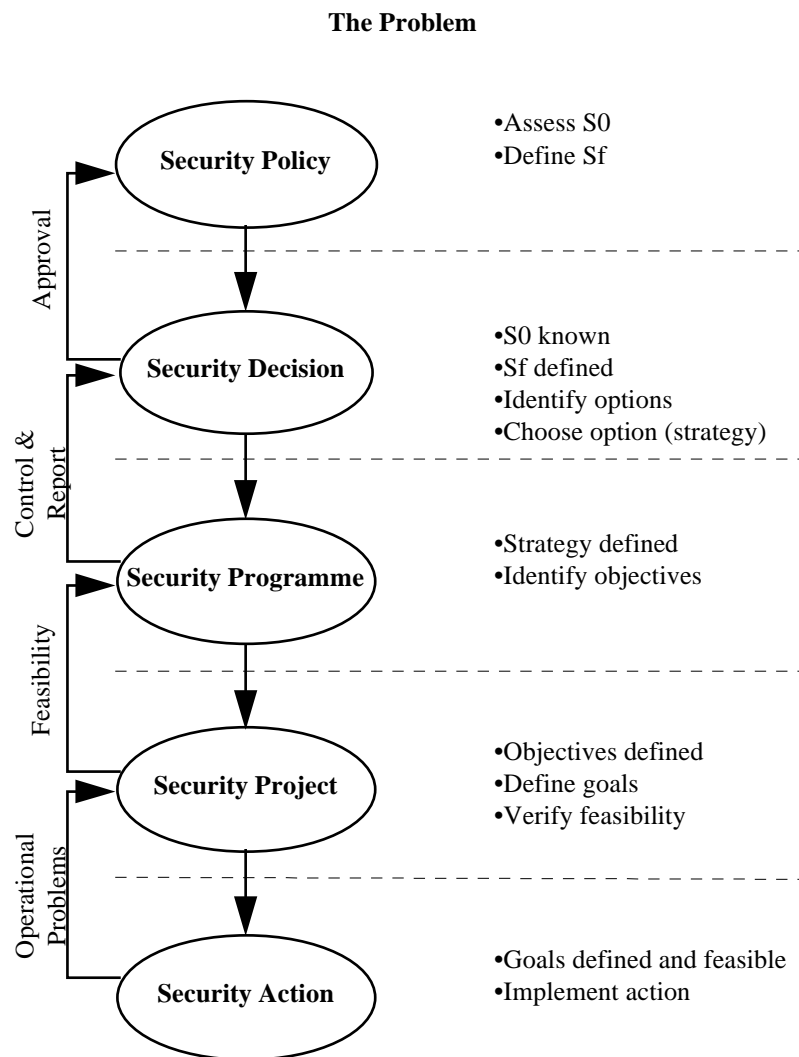 The Problem
Security Policy
•Assess S0
•Define Sf
Approval
Security Decision
•S0 known
•Sf defined
•Identify options
•Choose option (strategy)
Control &
Report
Security Programme
•Strategy defined
•Identify objectives
Feasibility
Security Project
•Objectives defined
•Define goals
•Verify feasibility
Operational
Problems
Security Action
•Goals defined and feasible
•Implement action